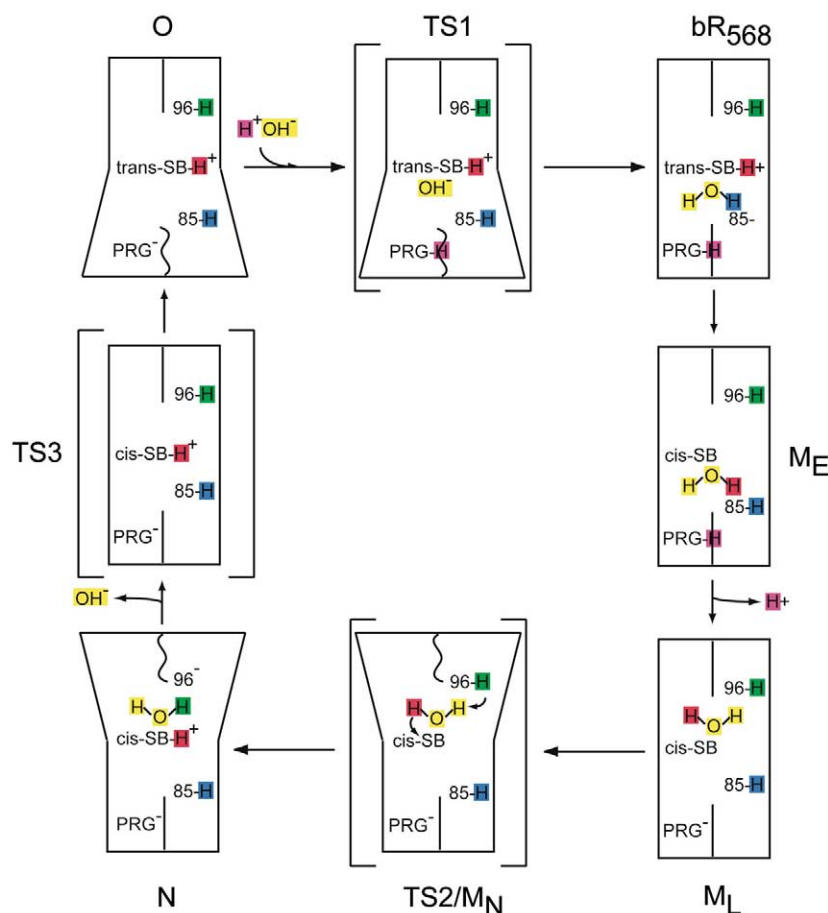 O
TS1
bR568
96-H
trans-SB-H+
85-H
PRG-
H+OH-
96-H
trans-SB-H+
OH-
85-H
PRG-H
96-H
trans-SB-H+
H O H
85-
PRG-H
TS3
96-H
cis-SB-H+
85-H
PRG-
96-H
cis-SB
H O H
85-H
PRG-H
ME
OH-
H+
96-
H O H
cis-SB-H+
85-H
PRG-
96-H
H O H
cis-SB
85-H
PRG-
96-H
H O H
cis-SB
85-H
PRG-
N
TS2/MN
ML